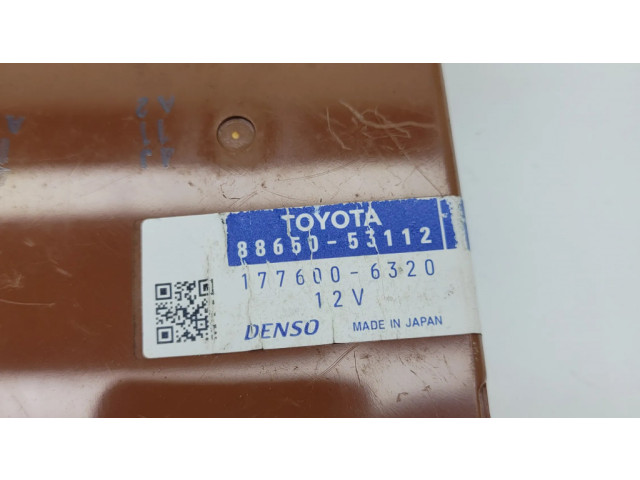 TOYOTA
88650-53112
177600-6320
12V
DENSO MADE IN JAPAN